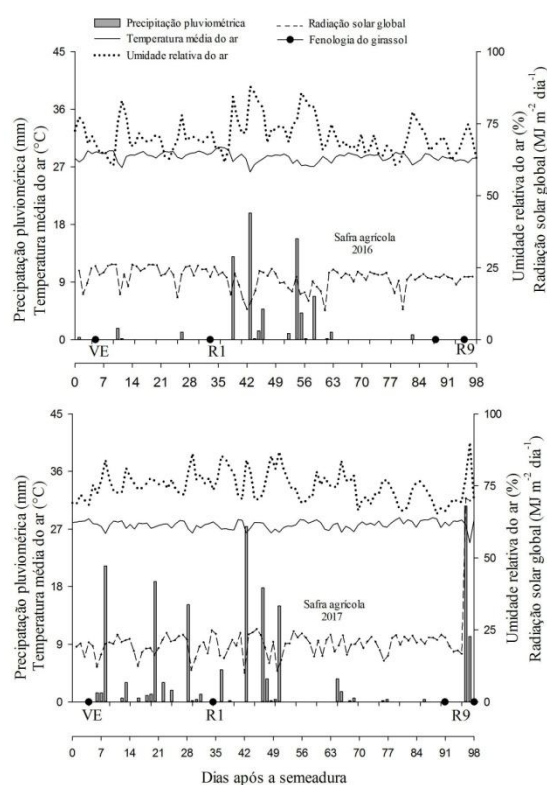 Precipitação pluviométrica
Temperatura média do ar
Umidade relativa do ar
Radiação solar global
Fenologia do girassol
45
36
27
18
9
0
100
75
50
25
0
Precipatação pluviomérica (mm)
Temperatura média do ar (°C)
Umidade relativa do ar (%)
Radiação solar global (MJ m⁻² dia⁻¹)
Safra agrícola
2016
VE
R1
R9
0 7 14 21 28 35 42 49 56 63 70 77 84 91 98
45
36
27
18
9
0
100
75
50
25
0
Precipatação pluviomérica (mm)
Temperatura média do ar (°C)
Umidade relativa do ar (%)
Radiação solar global (MJ m⁻² dia⁻¹)
Safra agrícola
2017
VE
R1
R9
0 7 14 21 28 35 42 49 56 63 70 77 84 91 98
Dias após a semeadura